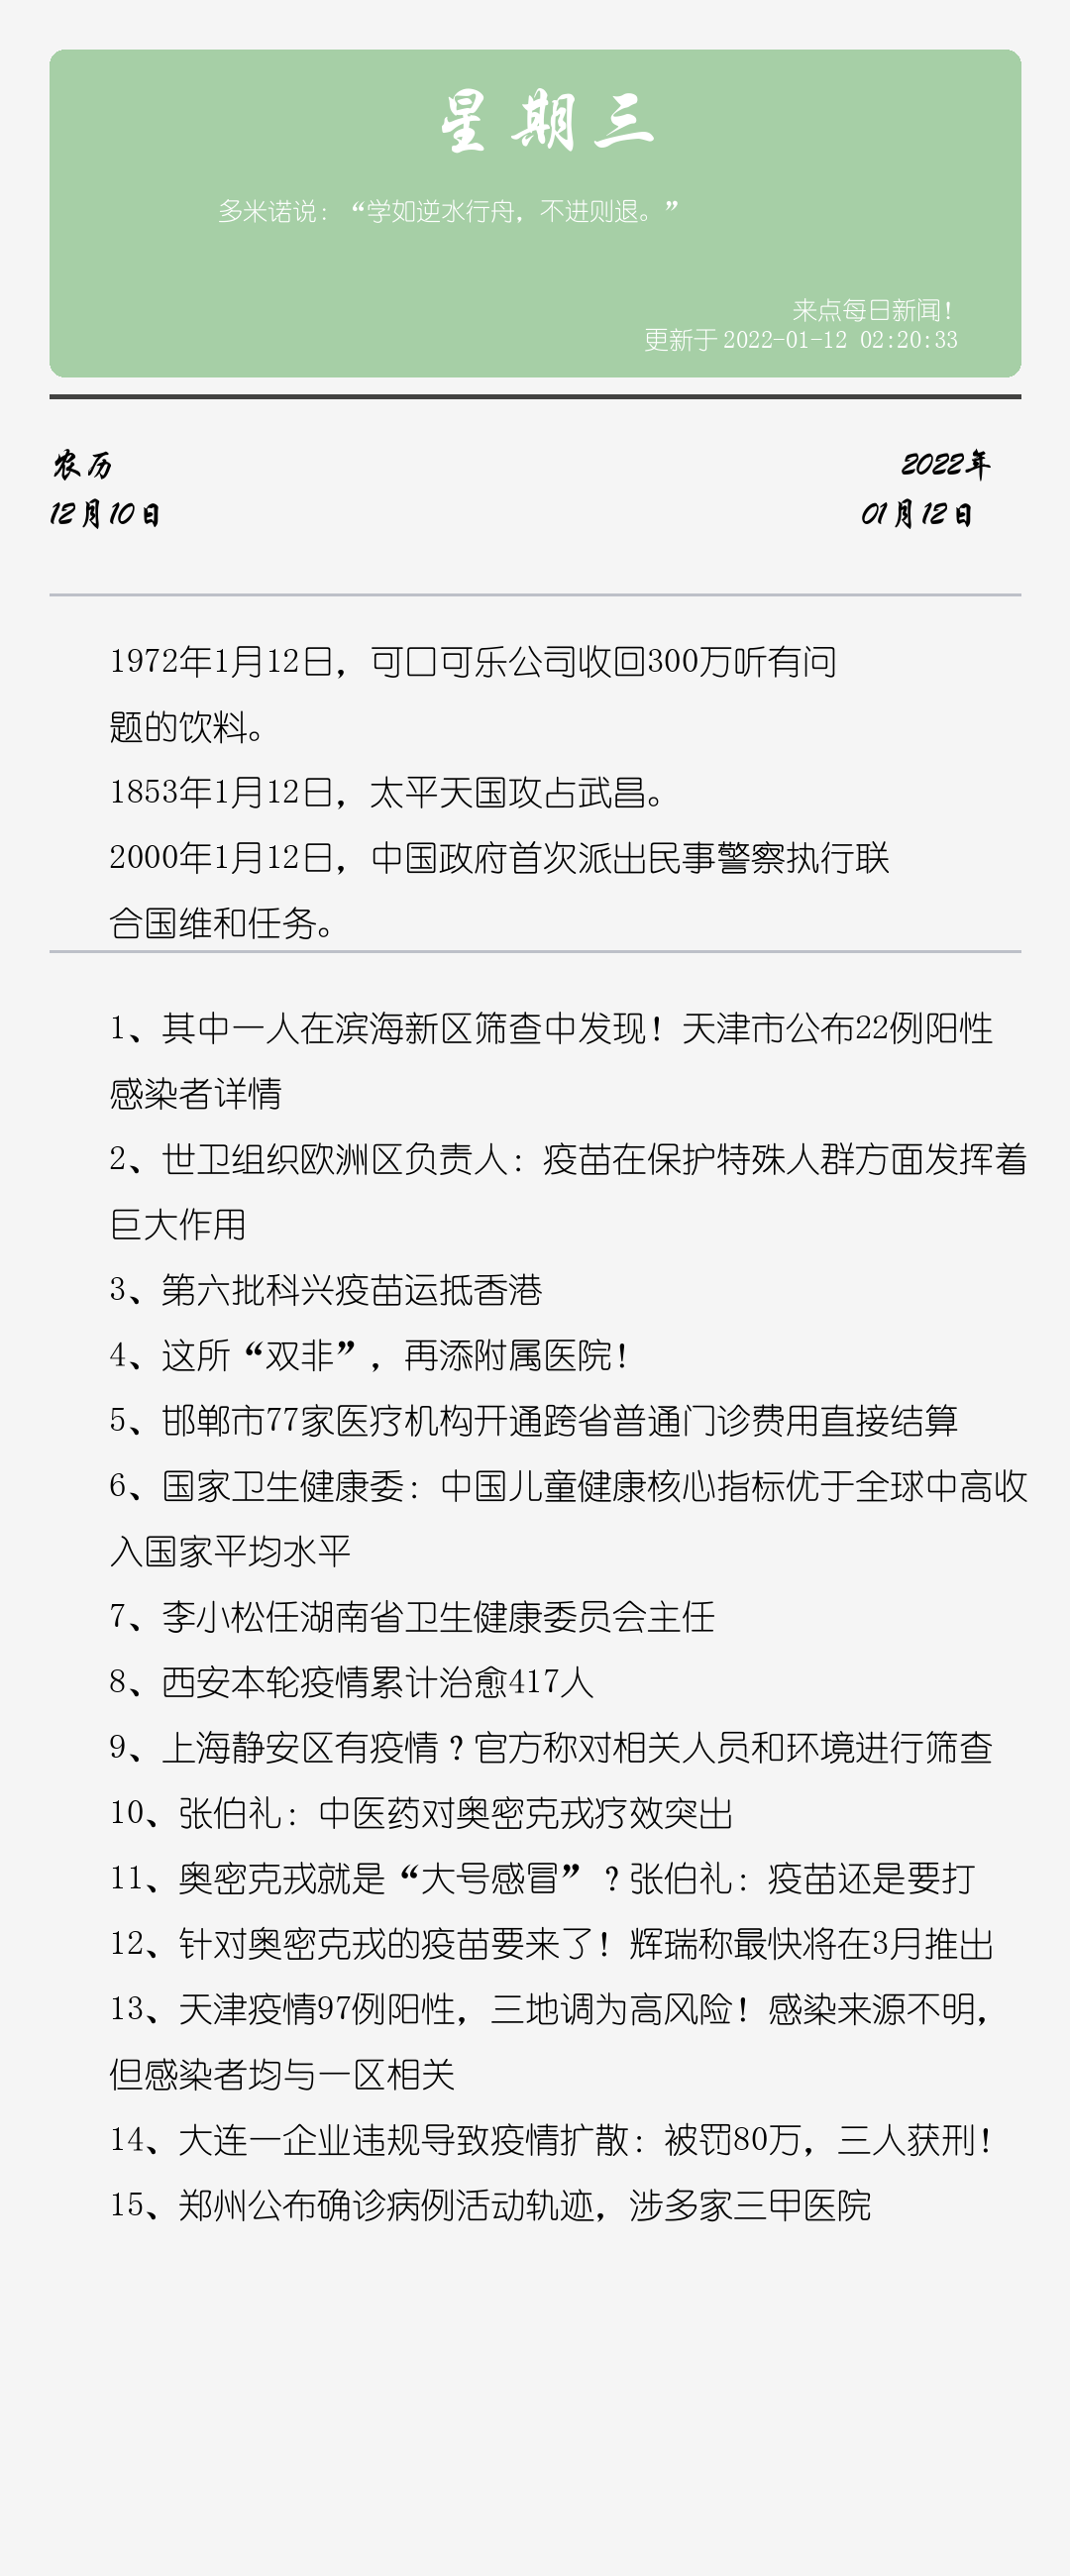 星期三
多米诺说：“学如逆水行舟，不进则退。”
来点每日新闻！
更新于 2022-01-12 02:20:33
农历
2022年
12月10日
01月12日
1972年1月12日，可口可乐公司收回300万听有问
题的饮料。
1853年1月12日，太平天国攻占武昌。
2000年1月12日，中国政府首次派出民事警察执行联
合国维和任务。
1、其中一人在滨海新区筛查中发现！天津市公布22例阳性
感染者详情
2、世卫组织欧洲区负责人：疫苗在保护特殊人群方面发挥着
巨大作用
3、第六批科兴疫苗运抵香港
4、这所“双非”，再添附属医院！
5、邯郸市77家医疗机构开通跨省普通门诊费用直接结算
6、国家卫生健康委：中国儿童健康核心指标优于全球中高收
入国家平均水平
7、李小松任湖南省卫生健康委员会主任
8、西安本轮疫情累计治愈417人
9、上海静安区有疫情？官方称对相关人员和环境进行筛查
10、张伯礼：中医药对奥密克戎疗效突出
11、奥密克戎就是“大号感冒”？张伯礼：疫苗还是要打
12、针对奥密克戎的疫苗要来了！辉瑞称最快将在3月推出
13、天津疫情97例阳性，三地调为高风险！感染来源不明，
但感染者均与一区相关
14、大连一企业违规导致疫情扩散：被罚80万，三人获刑！
15、郑州公布确诊病例活动轨迹，涉多家三甲医院